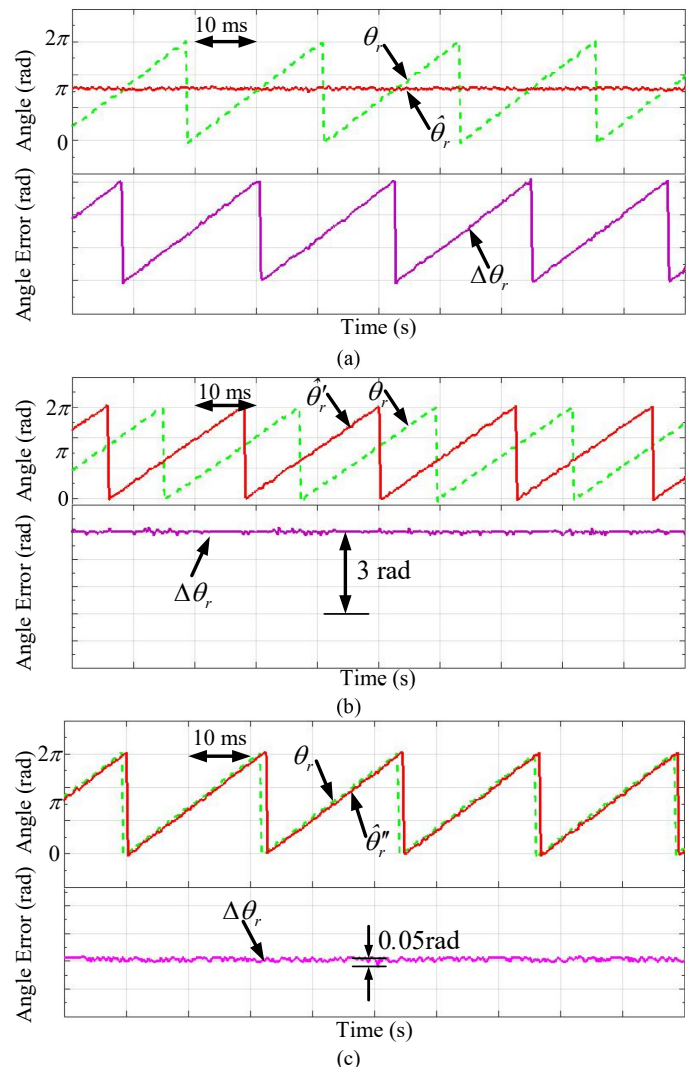 10 ms
2π
π
0
Angle (rad)
θr
θ̂r
Angle Error (rad)
Δθr
Time (s)
(a)
10 ms
2π
π
0
Angle (rad)
θ̂′r
θr
Angle Error (rad)
Δθr
3 rad
Time (s)
(b)
10 ms
2π
π
0
Angle (rad)
θr
θ̂″r
Angle Error (rad)
Δθr
0.05rad
Time (s)
(c)